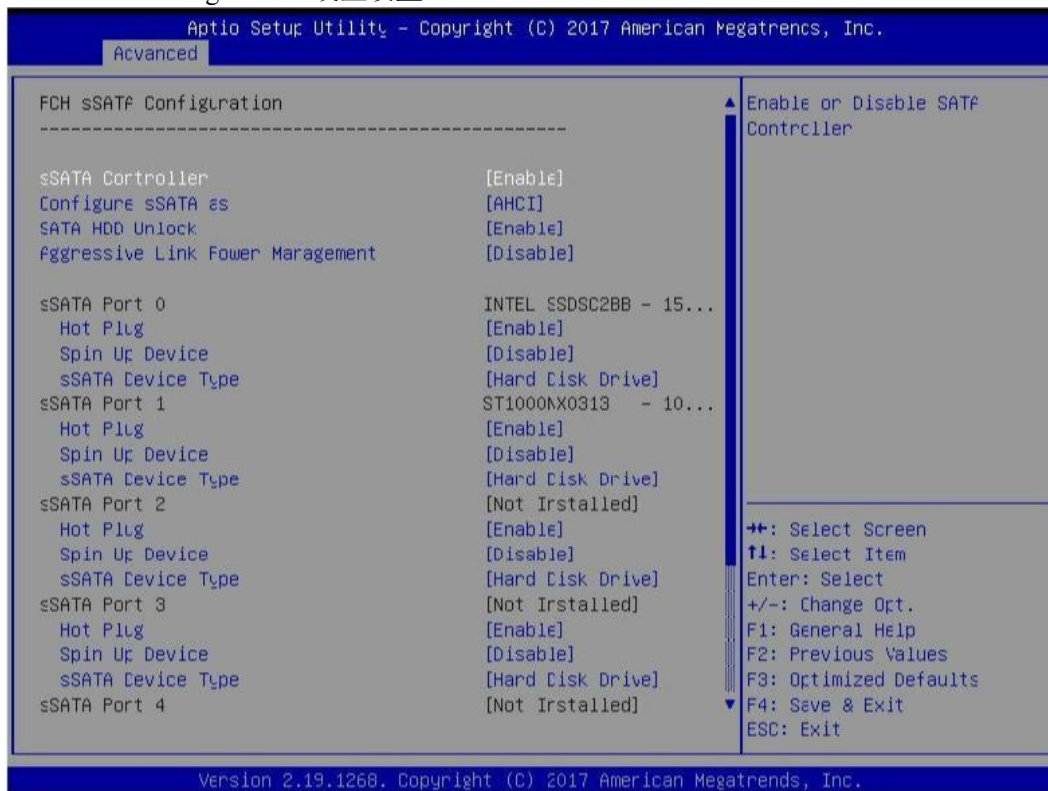 Aptio Setup Utility – Copyright (C) 2017 American Megatrends, Inc.
Advanced
FCH sSATA Configuration
Enable or Disable SATA
Controller
sSATA Controller [Enable]
Configure sSATA as [AHCI]
SATA HDD Unlock [Enable]
Aggressive Link Power Management [Disable]
sSATA Port 0 INTEL SSDSC2BB - 15...
Hot Plug [Enable]
Spin Up Device [Disable]
sSATA Device Type [Hard Disk Drive]
sSATA Port 1 ST1000NX0313 - 10...
Hot Plug [Enable]
Spin Up Device [Disable]
sSATA Device Type [Hard Disk Drive]
sSATA Port 2 [Not Installed]
Hot Plug [Enable]
Spin Up Device [Disable]
sSATA Device Type [Hard Disk Drive]
sSATA Port 3 [Not Installed]
Hot Plug [Enable]
Spin Up Device [Disable]
sSATA Device Type [Hard Disk Drive]
sSATA Port 4 [Not Installed]
→←: Select Screen
↑↓: Select Item
Enter: Select
+/-: Change Opt.
F1: General Help
F2: Previous Values
F3: Optimized Defaults
F4: Save & Exit
ESC: Exit
Version 2.19.1268. Copyright (C) 2017 American Megatrends, Inc.